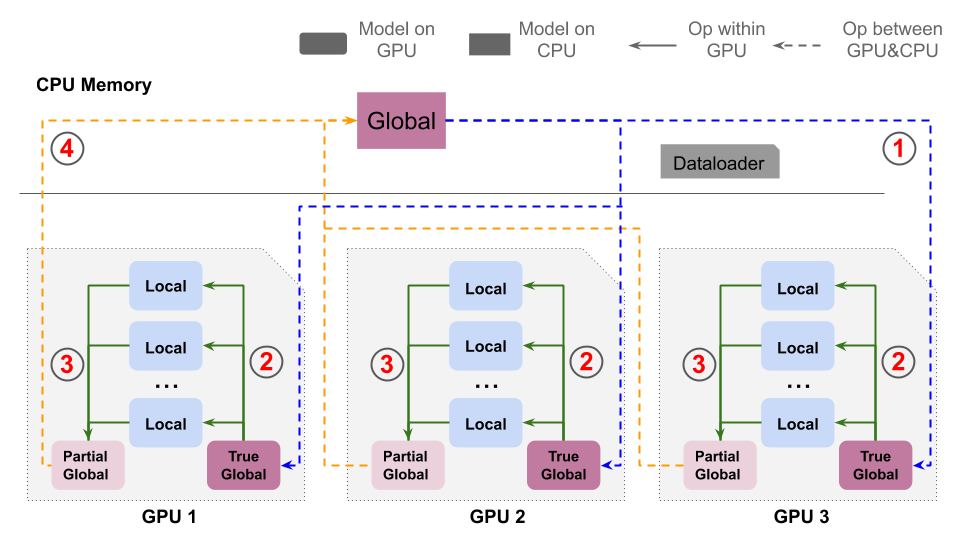 Model on
GPU
Model on
CPU
Op within
GPU
Op between
GPU&CPU
CPU Memory
Global
4
1
Dataloader
Local
Local
...
Local
3
2
Partial
Global
True
Global
GPU 1
Local
Local
...
Local
3
2
Partial
Global
True
Global
GPU 2
Local
Local
...
Local
3
2
Partial
Global
True
Global
GPU 3